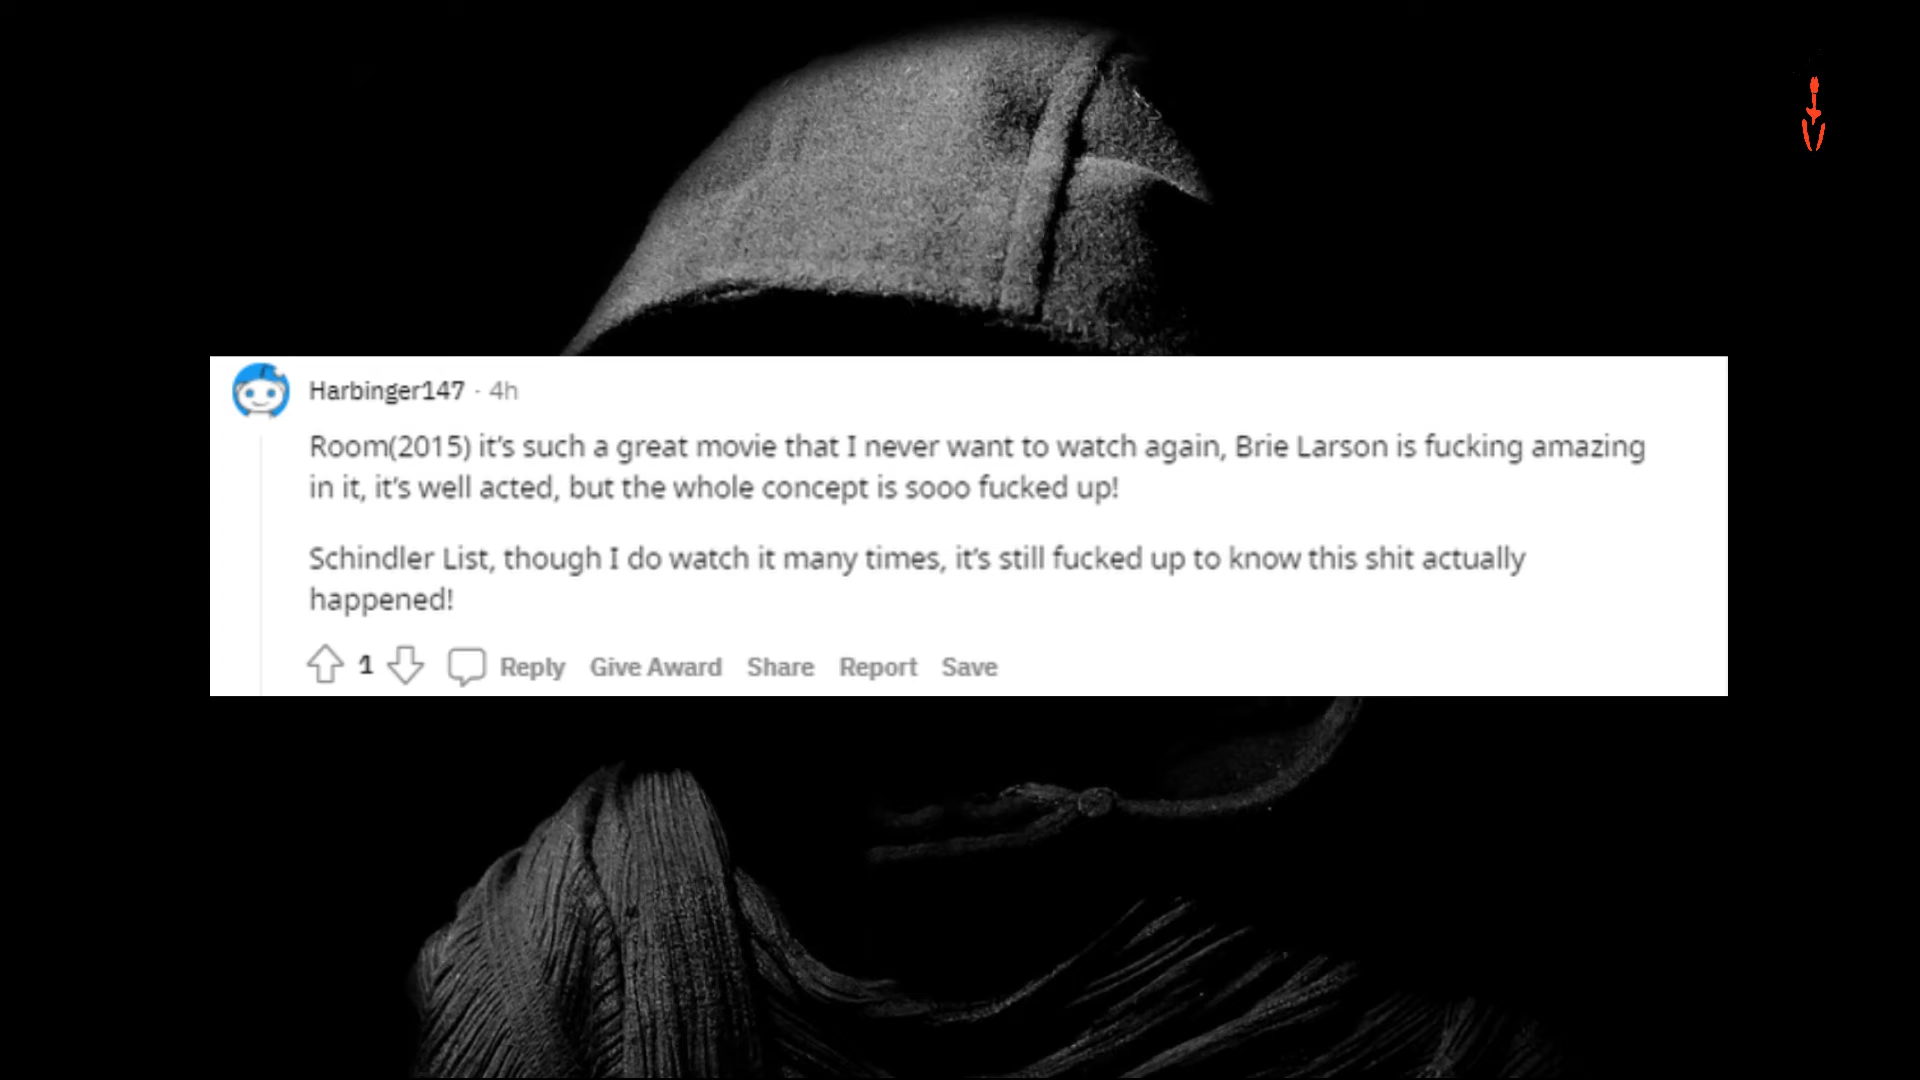 Harbinger147 · 4h
Room(2015) it's such a great movie that I never want to watch again, Brie Larson is fucking amazing
in it, it's well acted, but the whole concept is sooo fucked up!
Schindler List, though I do watch it many times, it's still fucked up to know this shit actually
happened!
1 Reply Give Award Share Report Save